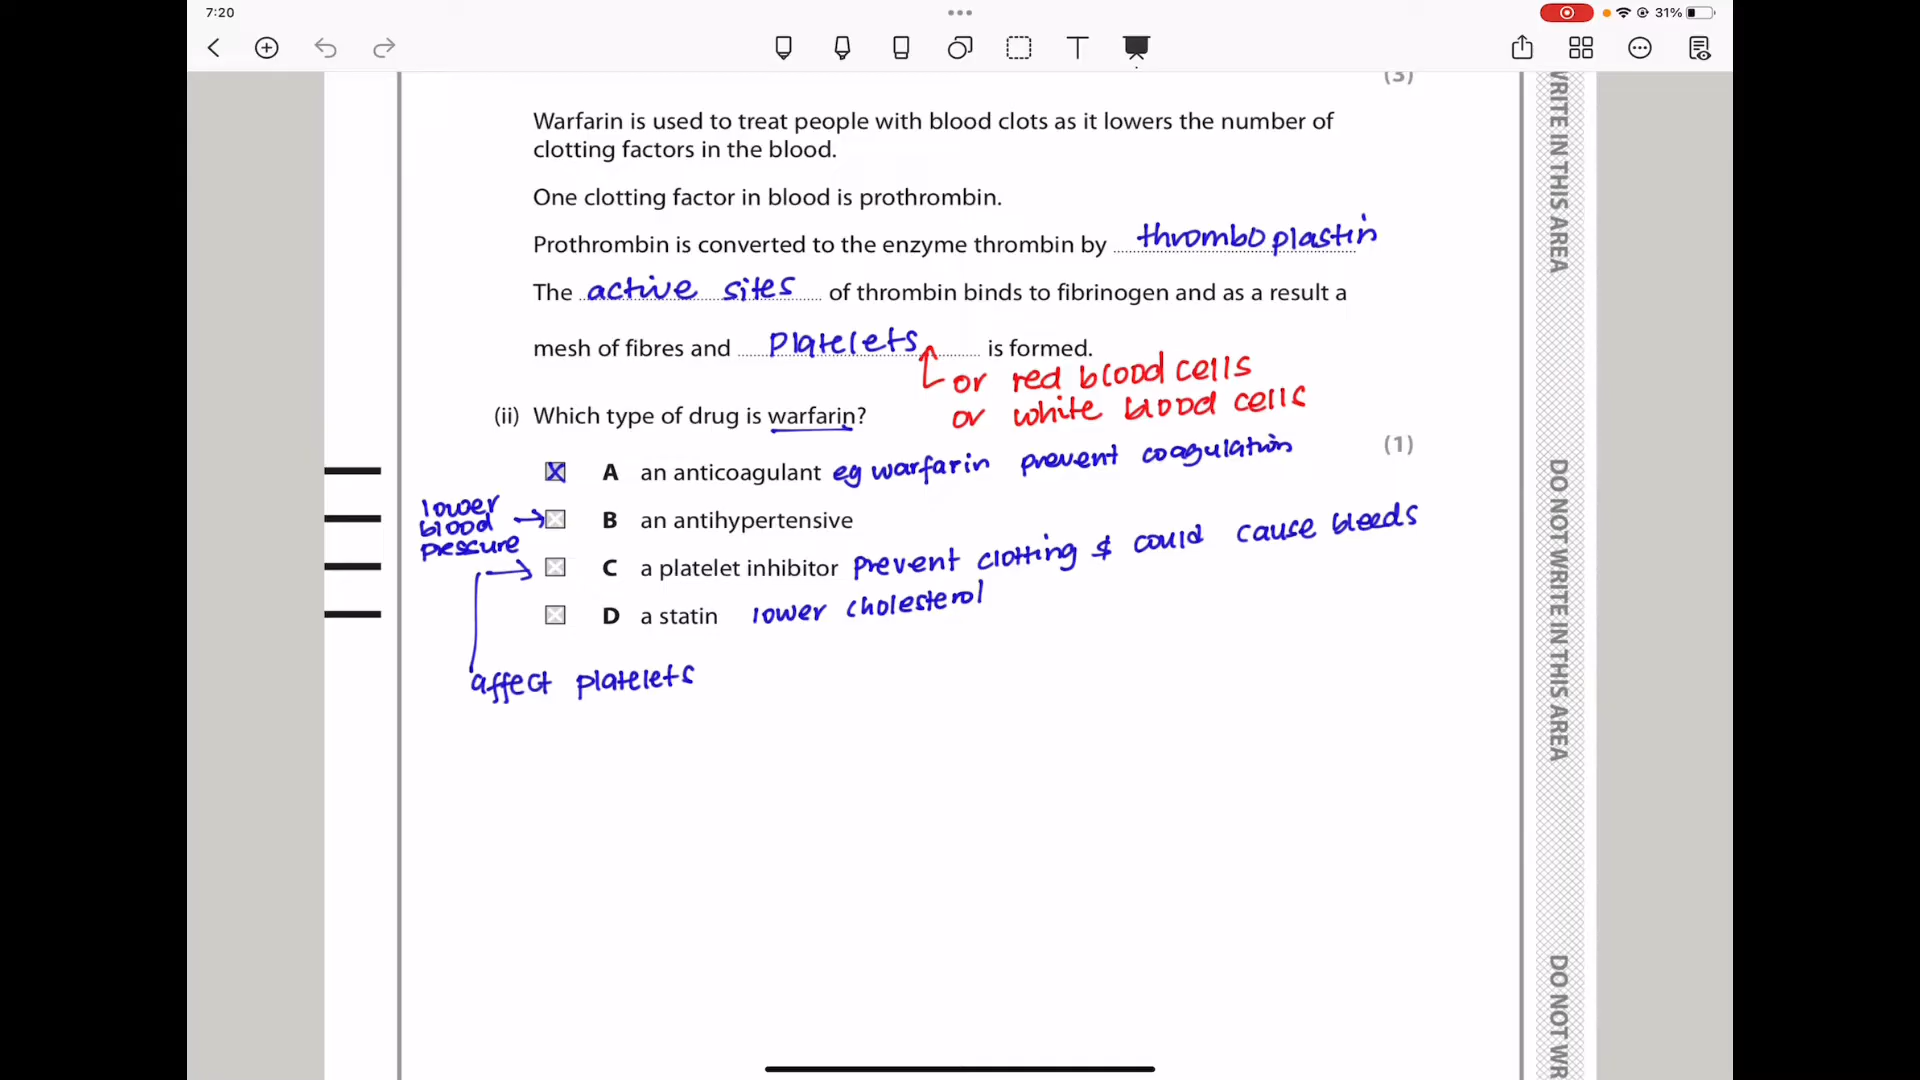 7:20
31%
(3)
Warfarin is used to treat people with blood clots as it lowers the number of
clotting factors in the blood.
One clotting factor in blood is prothrombin.
Prothrombin is converted to the enzyme thrombin by thromboplastin
The active sites of thrombin binds to fibrinogen and as a result a
mesh of fibres and platelets is formed.
or red blood cells
or white blood cells
(ii) Which type of drug is warfarin?
(1)
A an anticoagulant eg warfarin prevent coagulation
lower
blood
pressure
B an antihypertensive
C a platelet inhibitor prevent clotting & could cause bleeds
D a statin lower cholesterol
affect platelets
WRITE IN THIS AREA
DO NOT WRITE IN THIS AREA
DO NOT WR